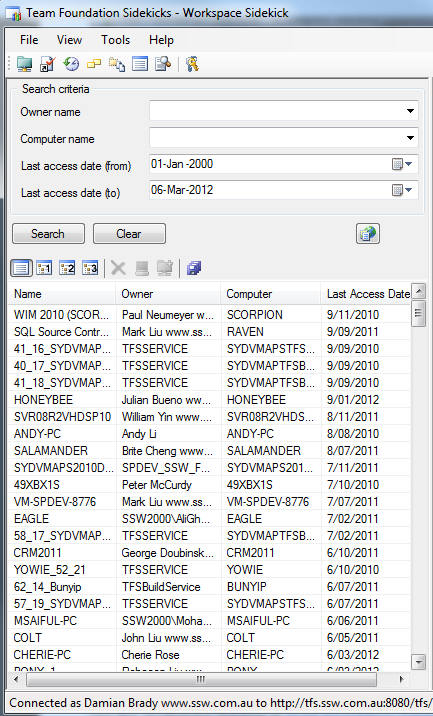 Team Foundation Sidekicks - Workspace Sidekick
File View Tools Help
Search criteria
Owner name
Computer name
Last access date (from) 01-Jan -2000
Last access date (to) 06-Mar-2012
Search Clear
1 2 3
Name Owner Computer Last Access Date
WIM 2010 (SCOR... Paul Neumeyer w... SCORPION 9/11/2010
SQL Source Contr... Mark Liu www.ss... RAVEN 9/09/2011
41_16_SYDVMAP... TFSSERVICE SYDVMAPSTFS... 9/09/2011
40_17_SYDVMAP... TFSSERVICE SYDVMAPTFSB... 9/09/2011
41_18_SYDVMAP... TFSSERVICE SYDVMAPTFSB... 9/09/2011
HONEYBEE Julian Bueno ww... HONEYBEE 9/01/2012
SVR08R2VHDSP10 William Yin www.... SVR08R2VHDS... 8/11/2011
ANDY-PC Andy Li ANDY-PC 8/08/2010
SALAMANDER Brite Cheng www... SALAMANDER 8/07/2011
SYDVMAPS2010D... SPDEV_SSW_F... SYDVMAPS201... 7/11/2011
49XBX1S Peter McCurdy 49XBX1S 7/10/2010
VM-SPDEV-8776 Mark Liu www.ss... VM-SPDEV-8776 7/07/2011
EAGLE SSW2000\AliGh... EAGLE 7/02/2011
58_17_SYDVMAP... TFSSERVICE SYDVMAPTFSB... 7/02/2011
CRM2011 George Doubinsk... CRM2011 6/10/2010
YOWIE_52_21 TFSSERVICE YOWIE 6/10/2010
62_14_Bunyip TFSBuildService BUNYIP 6/07/2011
57_19_SYDVMAP... TFSSERVICE SYDVMAPSTFS... 6/07/2011
MSAIFUL-PC SSW2000\Moha... MSAIFUL-PC 6/06/2011
COLT John Liu www.ss... COLT 6/05/2011
CHERIE-PC Cherie Rose CHERIE-PC 6/03/2012
Connected as Damian Brady www.ssw.com.au to http://tfs.ssw.com.au:8080/tfs/